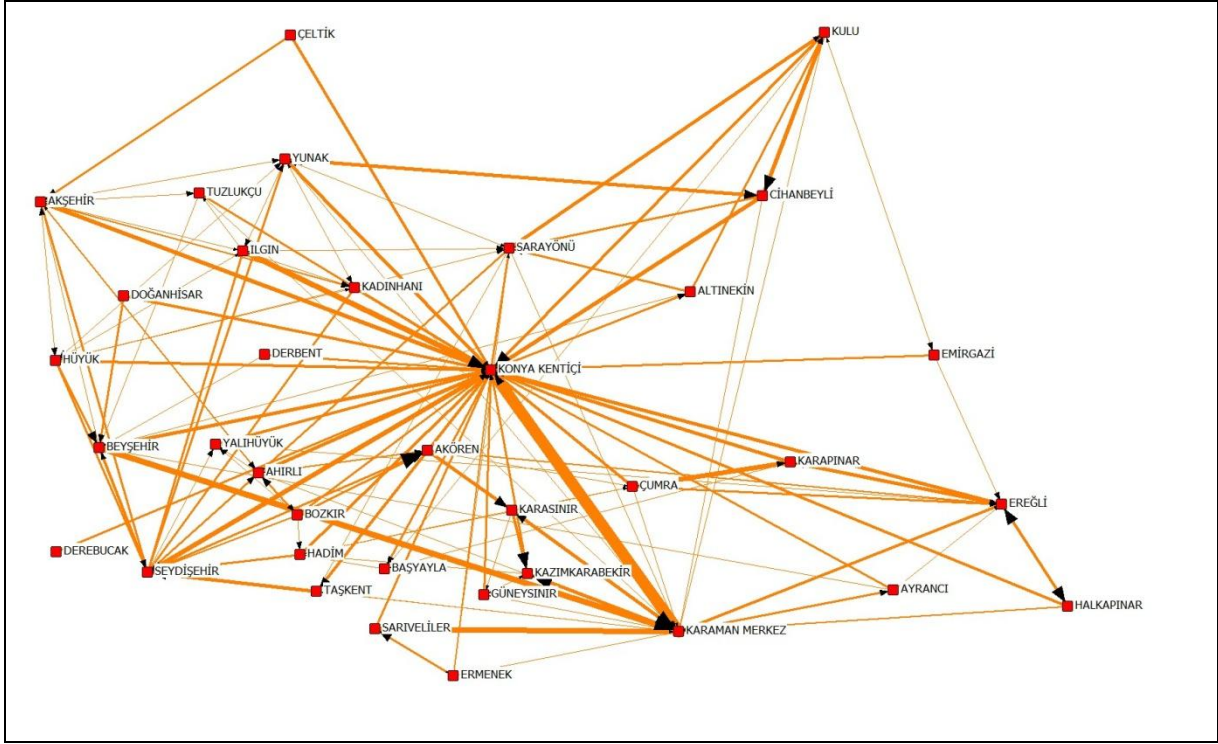 ÇELTİK
KULU
YUNAK
TUZLUKÇU
CİHANBEYLİ
AKŞEHİR
ILGIN
SARAYÖNÜ
KADINHANI
ALTINEKİN
DOĞANHİSAR
DERBENT
EMİRGAZİ
HÜYÜK
KONYA KENTİÇİ
YALIHÜYÜK
BEYŞEHİR
AKÖREN
KARAPINAR
AHIRLI
ÇUMRA
EREĞLİ
BOZKIR
KARASINIR
DEREBUCAK
HADİM
SEYDİŞEHİR
BAŞYAYLA
KAZIMKARABEKİR
TAŞKENT
GÜNEYSINIR
AYRANCI
HALKAPINAR
SARIVELİLER
KARAMAN MERKEZ
ERMENEK